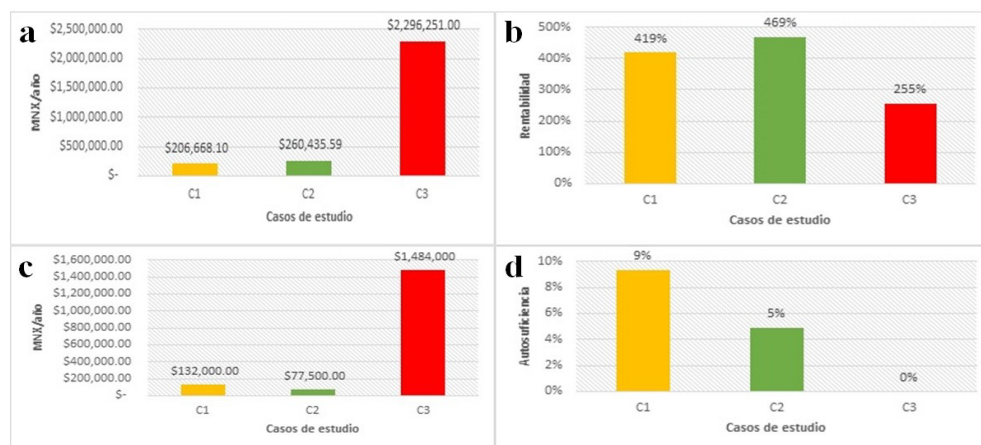 a
MNX/año
$2,500,000.00
$2,000,000.00
$1,500,000.00
$1,000,000.00
$500,000.00
$-
$206,668.10
$260,435.59
$2,296,251.00
C1
C2
C3
Casos de estudio
b
Rentabilidad
500%
400%
300%
200%
100%
0%
419%
469%
255%
C1
C2
C3
Casos de estudio
c
MNX/año
$1,600,000.00
$1,400,000.00
$1,200,000.00
$1,000,000.00
$800,000.00
$600,000.00
$400,000.00
$200,000.00
$-
$132,000.00
$77,500.00
$1,484,000
C1
C2
C3
Casos de estudio
d
Autosuficiencia
10%
8%
6%
4%
2%
0%
9%
5%
0%
C1
C2
C3
Casos de estudio